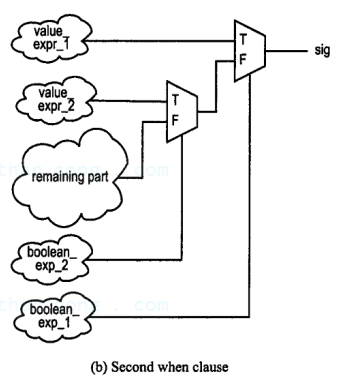 value_
expr_1
T
F
sig
value_
expr_2
T
F
remaining part
boolean_
exp_2
boolean_
exp_1
(b) Second when clause